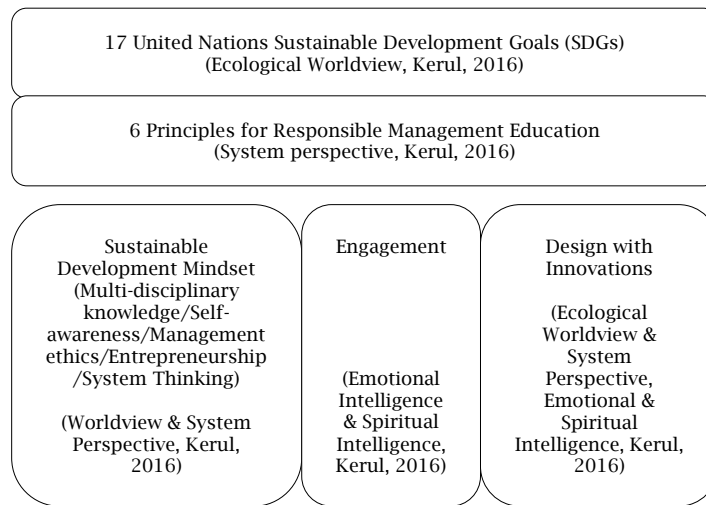 17 United Nations Sustainable Development Goals (SDGs)
(Ecological Worldview, Kerul, 2016)
6 Principles for Responsible Management Education
(System perspective, Kerul, 2016)
Sustainable
Development Mindset
(Multi-disciplinary
knowledge/Self-
awareness/Management
ethics/Entrepreneurship
/System Thinking)
(Worldview & System
Perspective, Kerul,
2016)
Engagement
(Emotional
Intelligence
& Spiritual
Intelligence,
Kerul, 2016)
Design with
Innovations
(Ecological
Worldview &
System
Perspective,
Emotional &
Spiritual
Intelligence, Kerul,
2016)